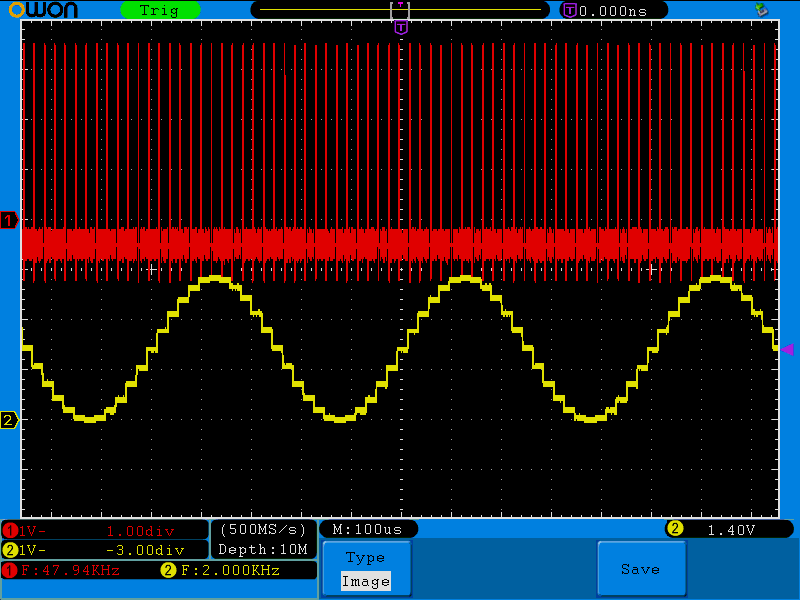 owon Trig T T 0.000ns
T
1
2
1 1V- 1.00div (500MS/s) M:100us 2 1.40V
2 1V- -3.00div Depth:10M
1 F:47.94KHz 2 F:2.000KHz
Type
Image
Save